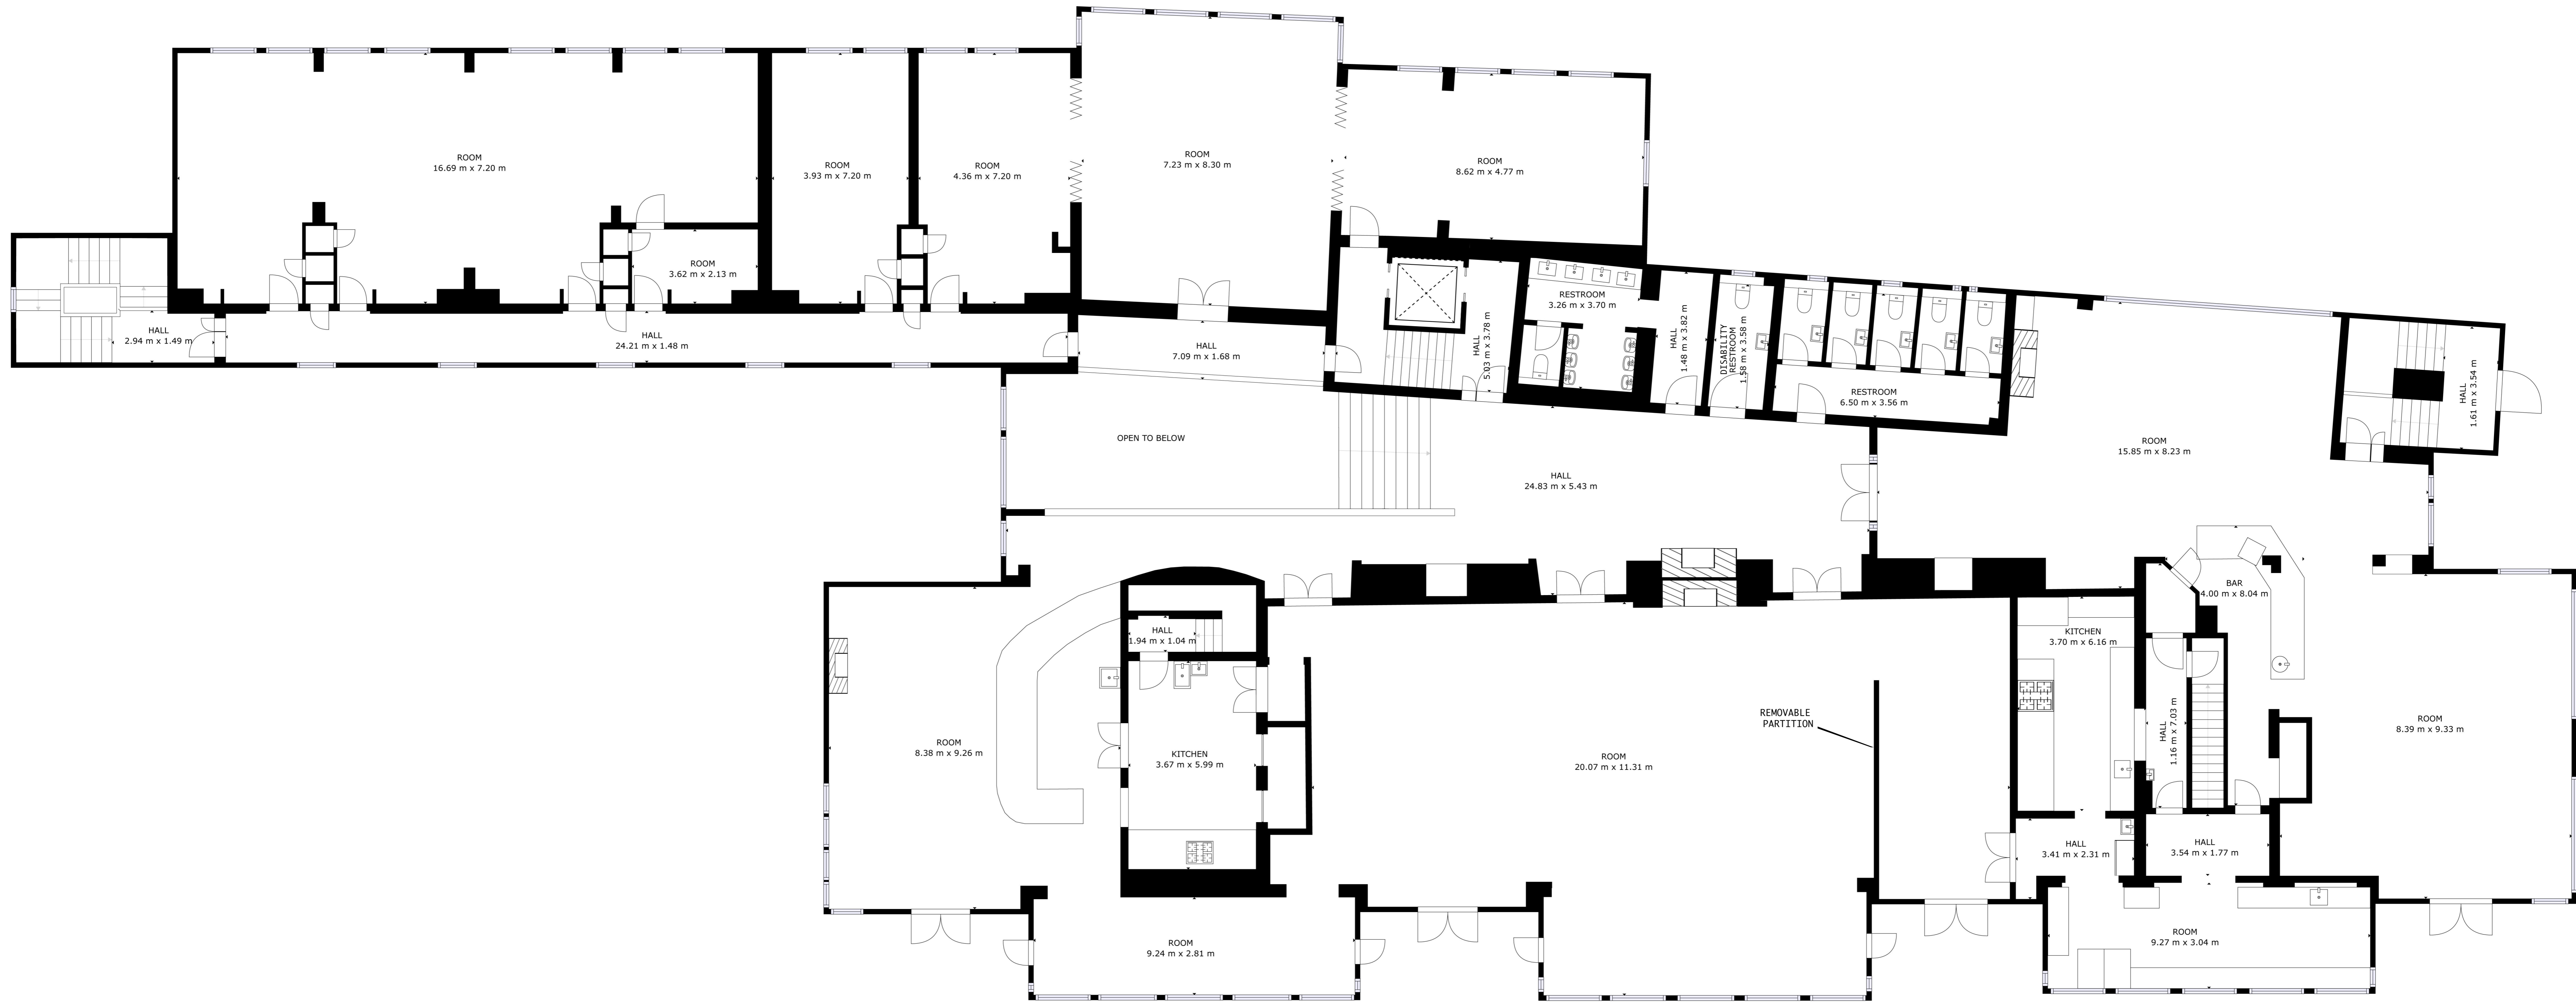 ROOM
16.69 m x 7.20 m
ROOM
3.93 m x 7.20 m
ROOM
4.36 m x 7.20 m
ROOM
7.23 m x 8.30 m
ROOM
8.62 m x 4.77 m
ROOM
3.62 m x 2.13 m
HALL
2.94 m x 1.49 m
HALL
24.21 m x 1.48 m
HALL
7.09 m x 1.68 m
HALL
5.03 m x 3.78 m
RESTROOM
3.26 m x 3.70 m
HALL
1.48 m x 3.82 m
DISABILITY
RESTROOM
1.58 m x 3.58 m
RESTROOM
6.50 m x 3.56 m
HALL
1.61 m x 3.54 m
OPEN TO BELOW
HALL
24.83 m x 5.43 m
ROOM
15.85 m x 8.23 m
BAR
4.00 m x 8.04 m
HALL
1.94 m x 1.04 m
KITCHEN
3.70 m x 6.16 m
ROOM
8.38 m x 9.26 m
KITCHEN
3.67 m x 5.99 m
ROOM
20.07 m x 11.31 m
REMOVABLE
PARTITION
HALL
1.16 m x 7.03 m
ROOM
8.39 m x 9.33 m
HALL
3.41 m x 2.31 m
HALL
3.54 m x 1.77 m
ROOM
9.24 m x 2.81 m
ROOM
9.27 m x 3.04 m